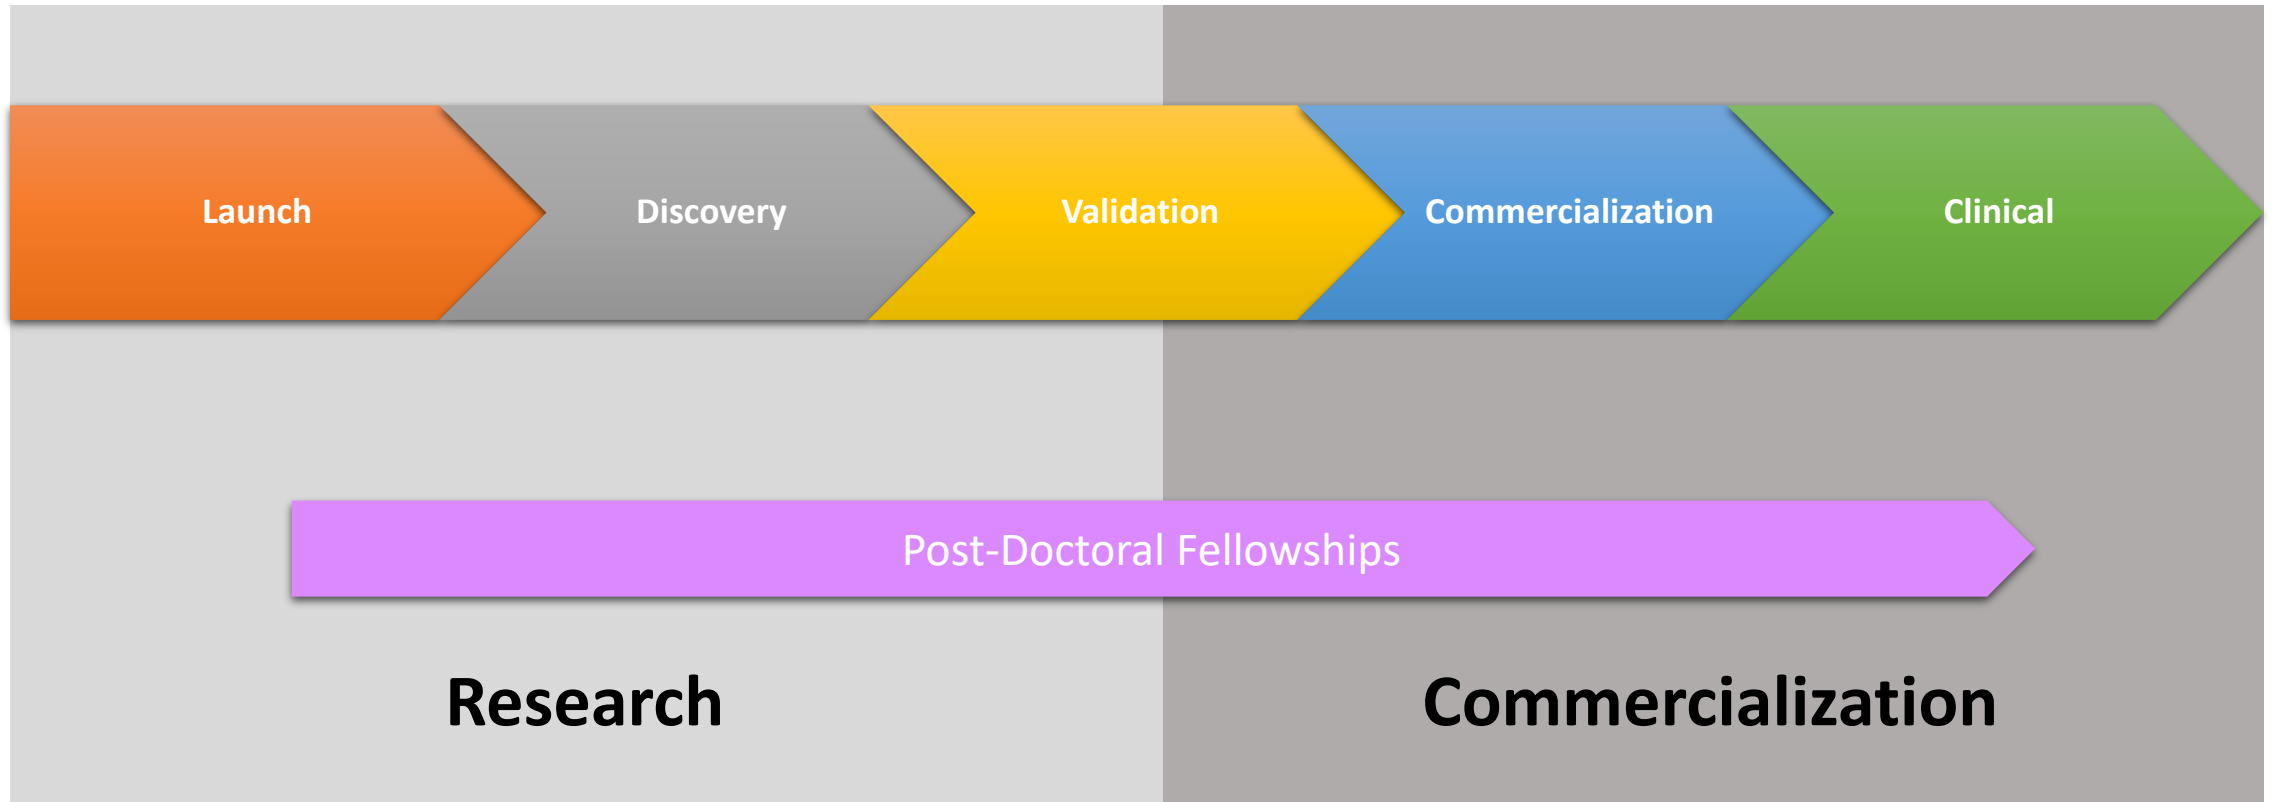 Launch
Discovery
Validation
Commercialization
Clinical
Post-Doctoral Fellowships
Research
Commercialization